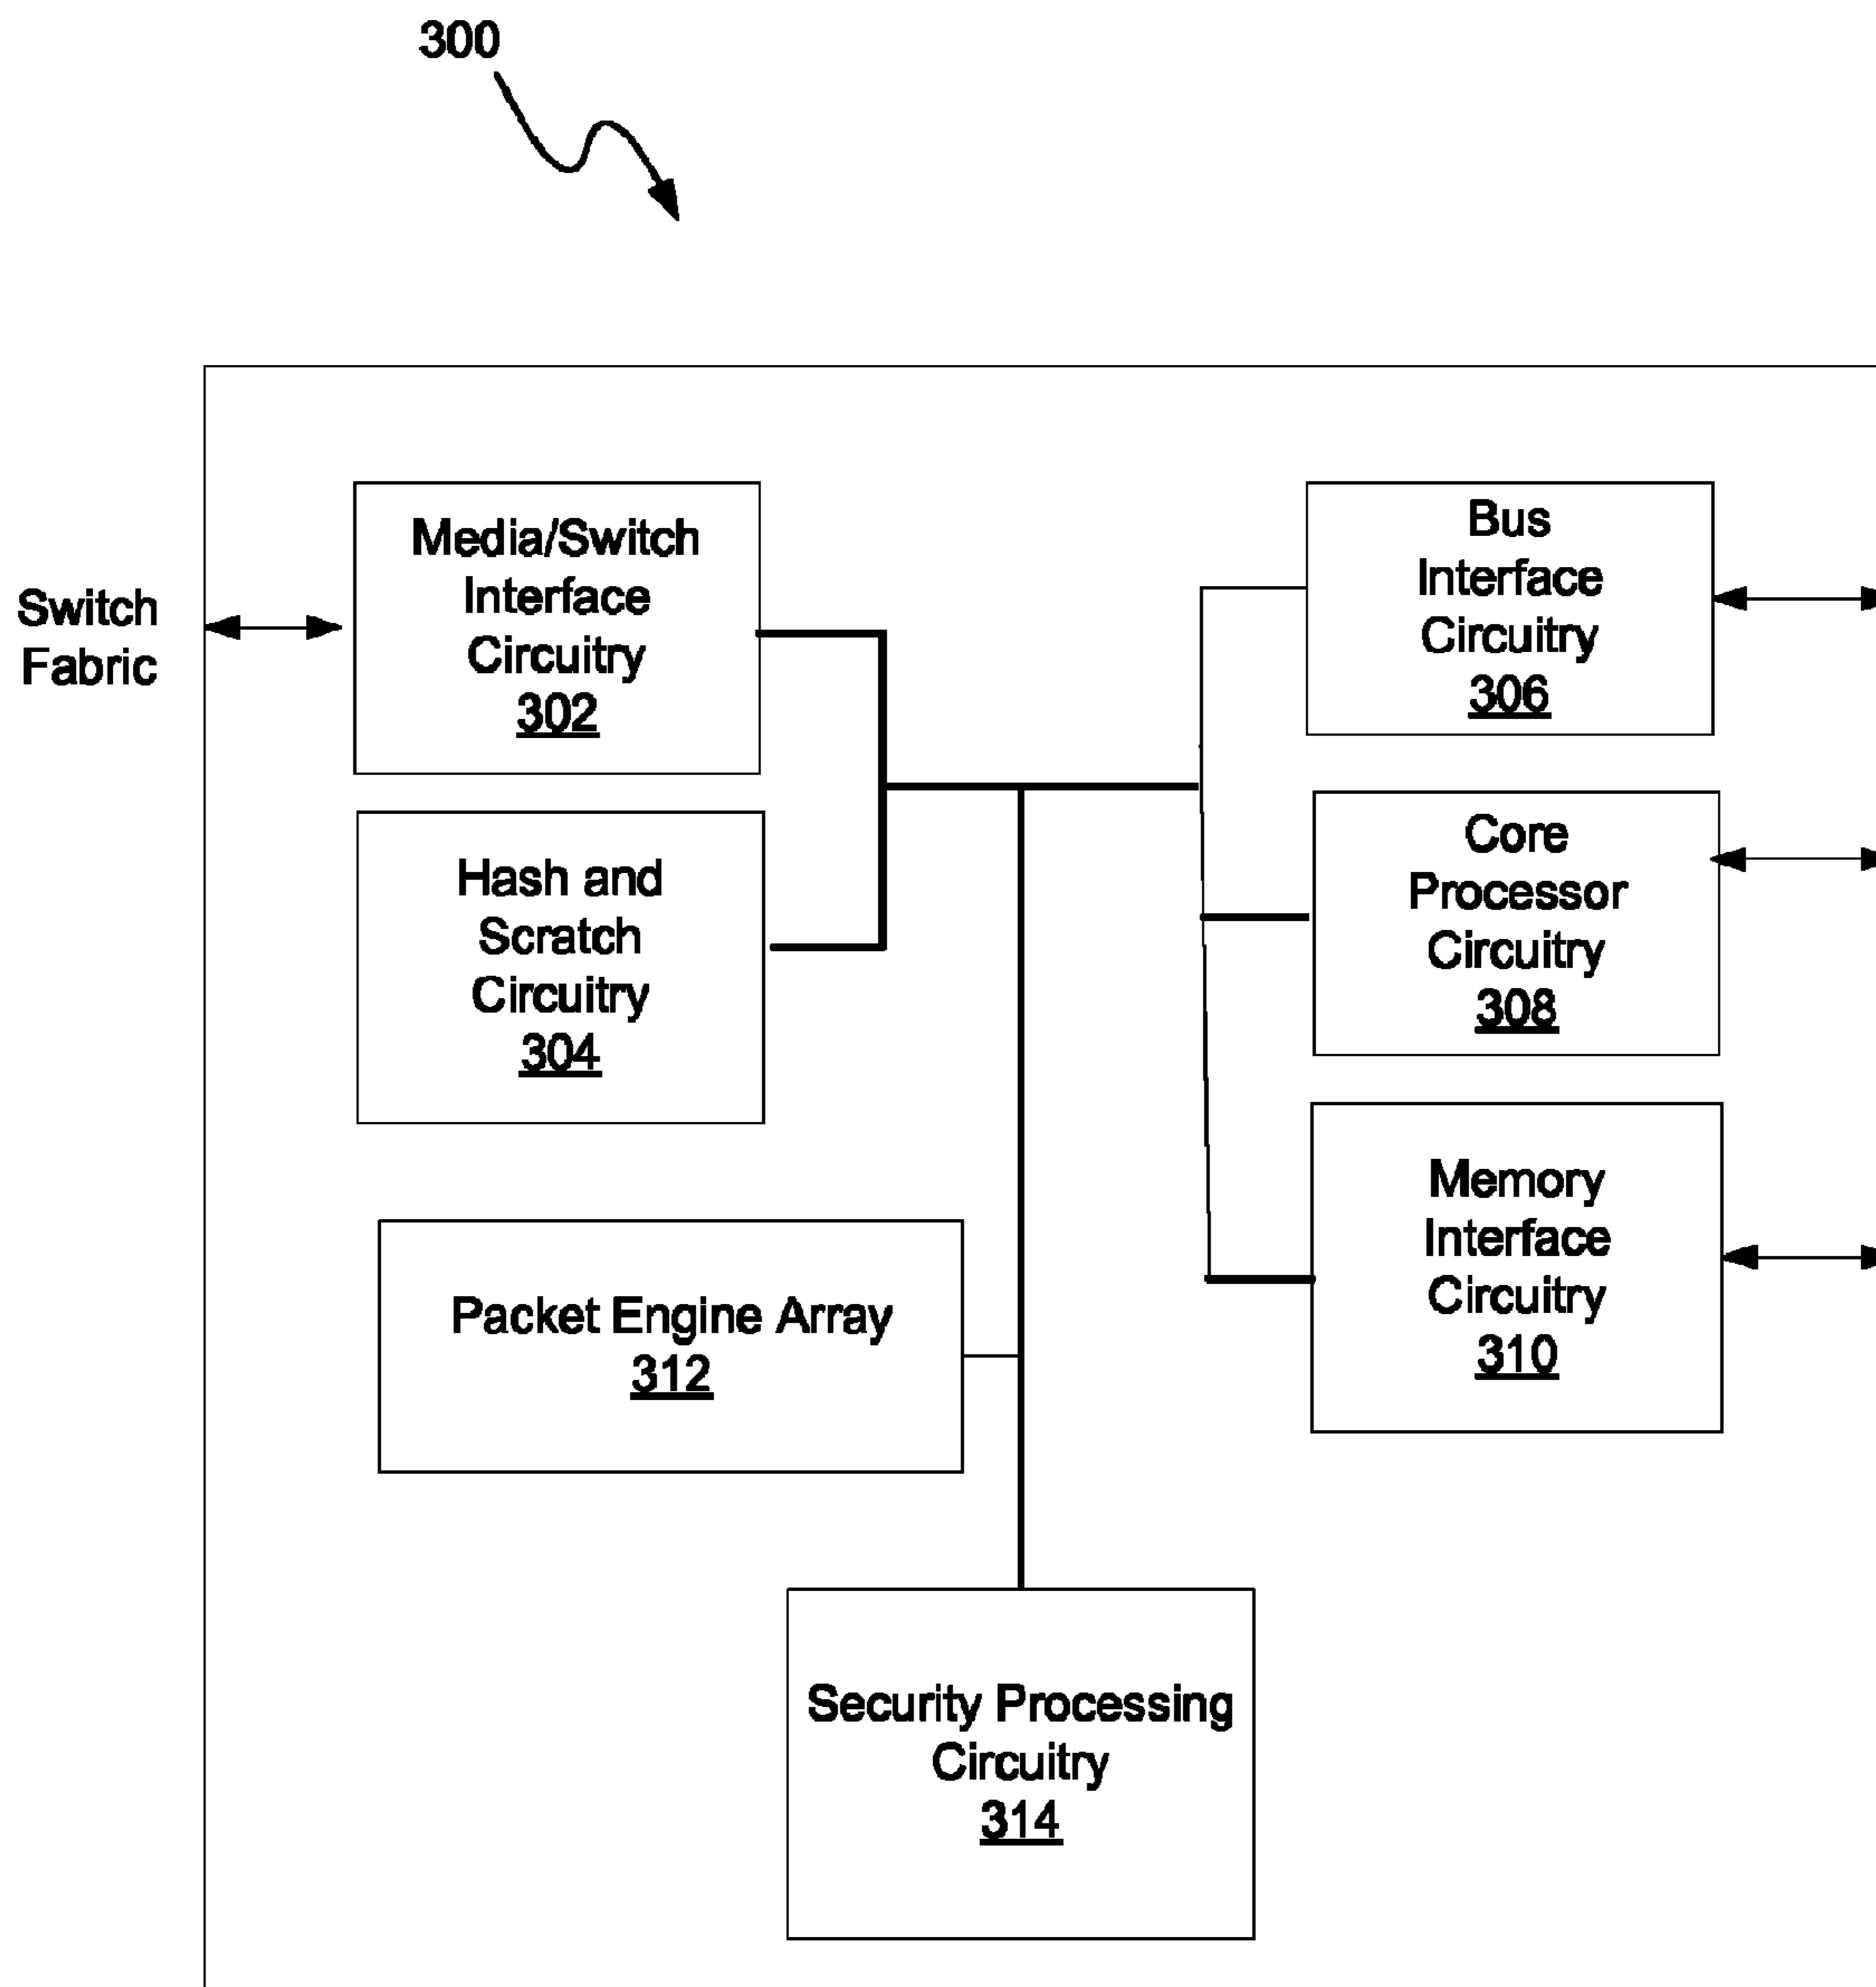 300
Switch
Fabric
Media/Switch
Interface
Circuitry
302
Hash and
Scratch
Circuitry
304
Bus
Interface
Circuitry
306
Core
Processor
Circuitry
308
Memory
Interface
Circuitry
310
Packet Engine Array
312
Security Processing
Circuitry
314